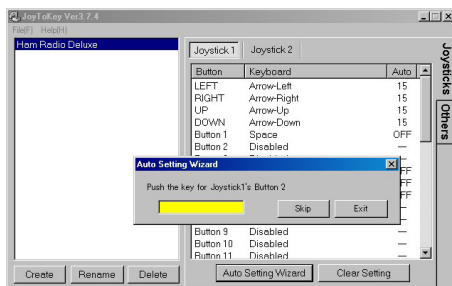 JoyToKey Ver3.7.4
File(F) Help(H)
Ham Radio Deluxe
Joystick 1 Joystick 2
Button Keyboard Auto
LEFT Arrow-Left 15
RIGHT Arrow-Right 15
UP Arrow-Up 15
DOWN Arrow-Down 15
Button 1 Space OFF
Button 2 Disabled —
Auto Setting Wizard
Push the key for Joystick1's Button 2
Skip Exit
FF
FF
Button 9 Disabled —
Button 10 Disabled —
Button 11 Disabled —
Create Rename Delete
Auto Setting Wizard Clear Setting
Joysticks
Others